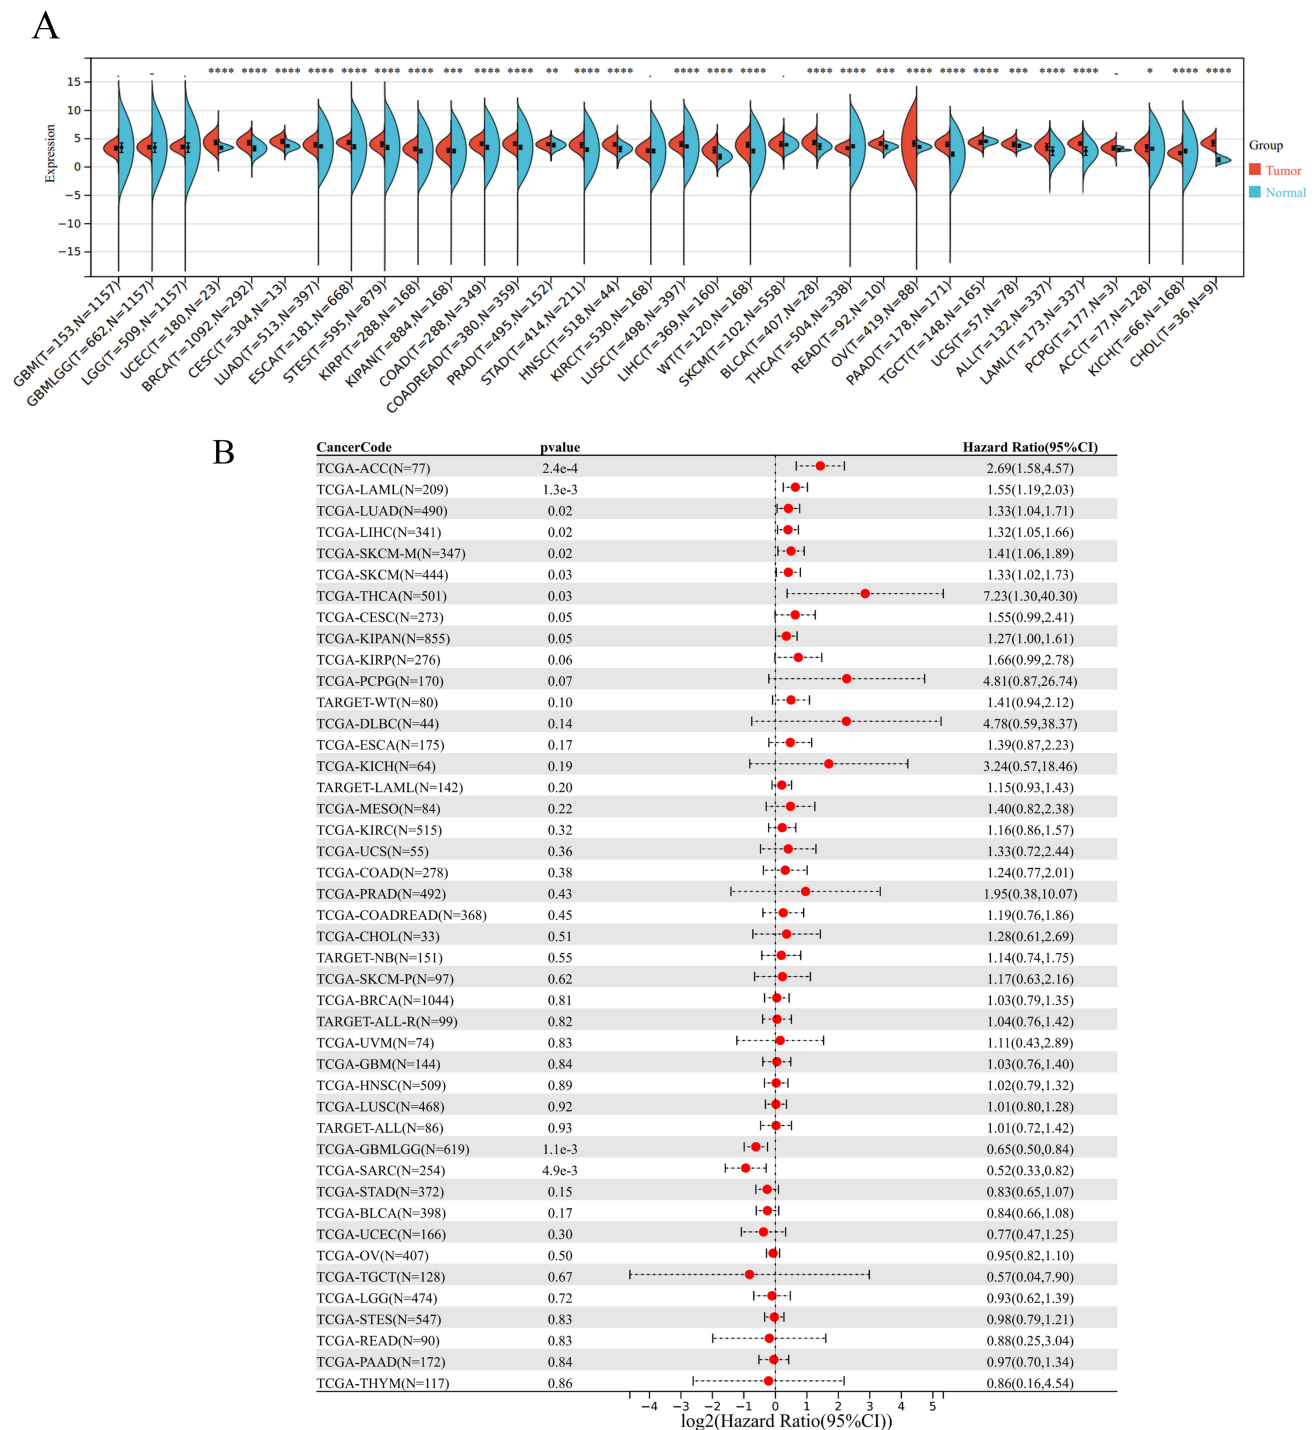 A
**** **** **** **** **** **** **** *** **** **** ** **** **** **** **** **** **** **** *** **** **** **** *** **** **** * **** ****
15
10
5
0
−5
−10
−15
Expression
Group
Tumor
Normal
GBM(T=153,N=1157)
GBMLGG(T=662,N=1157)
LGG(T=509,N=1157)
UCEC(T=180,N=23)
BRCA(T=1092,N=292)
CESC(T=304,N=13)
LUAD(T=513,N=397)
ESCA(T=181,N=668)
STES(T=595,N=879)
KIRP(T=288,N=168)
KIPAN(T=884,N=168)
COAD(T=288,N=349)
COADREAD(T=380,N=359)
PRAD(T=495,N=152)
STAD(T=414,N=211)
HNSC(T=518,N=44)
KIRC(T=530,N=168)
LUSC(T=498,N=397)
LIHC(T=369,N=160)
WT(T=120,N=168)
SKCM(T=102,N=558)
BLCA(T=407,N=28)
THCA(T=504,N=338)
READ(T=92,N=10)
OV(T=419,N=88)
PAAD(T=178,N=171)
TGCT(T=148,N=165)
UCS(T=57,N=78)
ALL(T=132,N=337)
LAML(T=173,N=337)
PCPG(T=177,N=3)
ACC(T=77,N=128)
KICH(T=66,N=168)
CHOL(T=36,N=9)
B
CancerCode pvalue Hazard Ratio(95%CI)
TCGA-ACC(N=77) 2.4e-4 2.69(1.58,4.57)
TCGA-LAML(N=209) 1.3e-3 1.55(1.19,2.03)
TCGA-LUAD(N=490) 0.02 1.33(1.04,1.71)
TCGA-LIHC(N=341) 0.02 1.32(1.05,1.66)
TCGA-SKCM-M(N=347) 0.02 1.41(1.06,1.89)
TCGA-SKCM(N=444) 0.03 1.33(1.02,1.73)
TCGA-THCA(N=501) 0.03 7.23(1.30,40.30)
TCGA-CESC(N=273) 0.05 1.55(0.99,2.41)
TCGA-KIPAN(N=855) 0.05 1.27(1.00,1.61)
TCGA-KIRP(N=276) 0.06 1.66(0.99,2.78)
TCGA-PCPG(N=170) 0.07 4.81(0.87,26.74)
TARGET-WT(N=80) 0.10 1.41(0.94,2.12)
TCGA-DLBC(N=44) 0.14 4.78(0.59,38.37)
TCGA-ESCA(N=175) 0.17 1.39(0.87,2.23)
TCGA-KICH(N=64) 0.19 3.24(0.57,18.46)
TARGET-LAML(N=142) 0.20 1.15(0.93,1.43)
TCGA-MESO(N=84) 0.22 1.40(0.82,2.38)
TCGA-KIRC(N=515) 0.32 1.16(0.86,1.57)
TCGA-UCS(N=55) 0.36 1.33(0.72,2.44)
TCGA-COAD(N=278) 0.38 1.24(0.77,2.01)
TCGA-PRAD(N=492) 0.43 1.95(0.38,10.07)
TCGA-COADREAD(N=368) 0.45 1.19(0.76,1.86)
TCGA-CHOL(N=33) 0.51 1.28(0.61,2.69)
TARGET-NB(N=151) 0.55 1.14(0.74,1.75)
TCGA-SKCM-P(N=97) 0.62 1.17(0.63,2.16)
TCGA-BRCA(N=1044) 0.81 1.03(0.79,1.35)
TARGET-ALL-R(N=99) 0.82 1.04(0.76,1.42)
TCGA-UVM(N=74) 0.83 1.11(0.43,2.89)
TCGA-GBM(N=144) 0.84 1.03(0.76,1.40)
TCGA-HNSC(N=509) 0.89 1.02(0.79,1.32)
TCGA-LUSC(N=468) 0.92 1.01(0.80,1.28)
TARGET-ALL(N=86) 0.93 1.01(0.72,1.42)
TCGA-GBMLGG(N=619) 1.1e-3 0.65(0.50,0.84)
TCGA-SARC(N=254) 4.9e-3 0.52(0.33,0.82)
TCGA-STAD(N=372) 0.15 0.83(0.65,1.07)
TCGA-BLCA(N=398) 0.17 0.84(0.66,1.08)
TCGA-UCEC(N=166) 0.30 0.77(0.47,1.25)
TCGA-OV(N=407) 0.50 0.95(0.82,1.10)
TCGA-TGCT(N=128) 0.67 0.57(0.04,7.90)
TCGA-LGG(N=474) 0.72 0.93(0.62,1.39)
TCGA-STES(N=547) 0.83 0.98(0.79,1.21)
TCGA-READ(N=90) 0.83 0.88(0.25,3.04)
TCGA-PAAD(N=172) 0.84 0.97(0.70,1.34)
TCGA-THYM(N=117) 0.86 0.86(0.16,4.54)
−4 −3 −2 −1 0 1 2 3 4 5
log2(Hazard Ratio(95%CI))